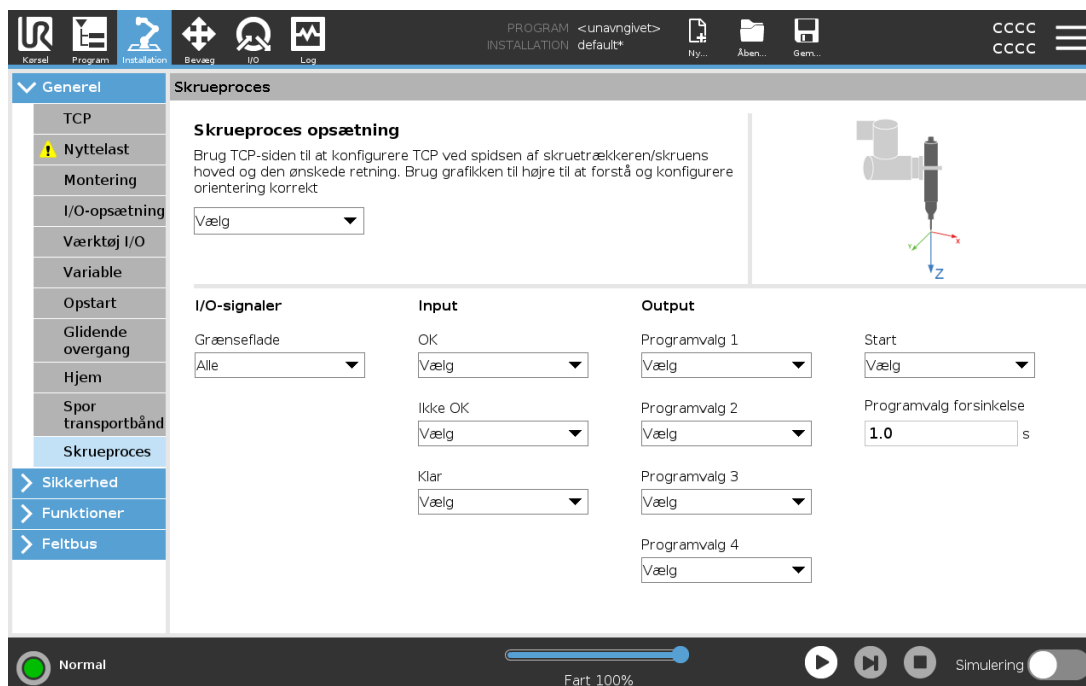 PROGRAM <unavngivet>
INSTALLATION default*
CCCC
CCCC
Kørsel
Program
Installation
Bevæg
I/O
Log
Ny...
Åben...
Gem...
Generel
TCP
Nyttelast
Montering
I/O-opsætning
Værktøj I/O
Variable
Opstart
Glidende
overgang
Hjem
Spor
transportbånd
Skrueproces
Sikkerhed
Funktioner
Feltbus
Skrueproces
Skrueproces opsætning
Brug TCP-siden til at konfigurere TCP ved spidsen af skruetrækkeren/skruens
hoved og den ønskede retning. Brug grafikken til højre til at forstå og konfigurere
orientering korrekt
Vælg
Y
X
Z
I/O-signaler
Grænseflade
Alle
Input
OK
Vælg
Ikke OK
Vælg
Klar
Vælg
Output
Programvalg 1
Vælg
Programvalg 2
Vælg
Programvalg 3
Vælg
Programvalg 4
Vælg
Start
Vælg
Programvalg forsinkelse
1.0 s
Normal
Fart 100%
Simulering